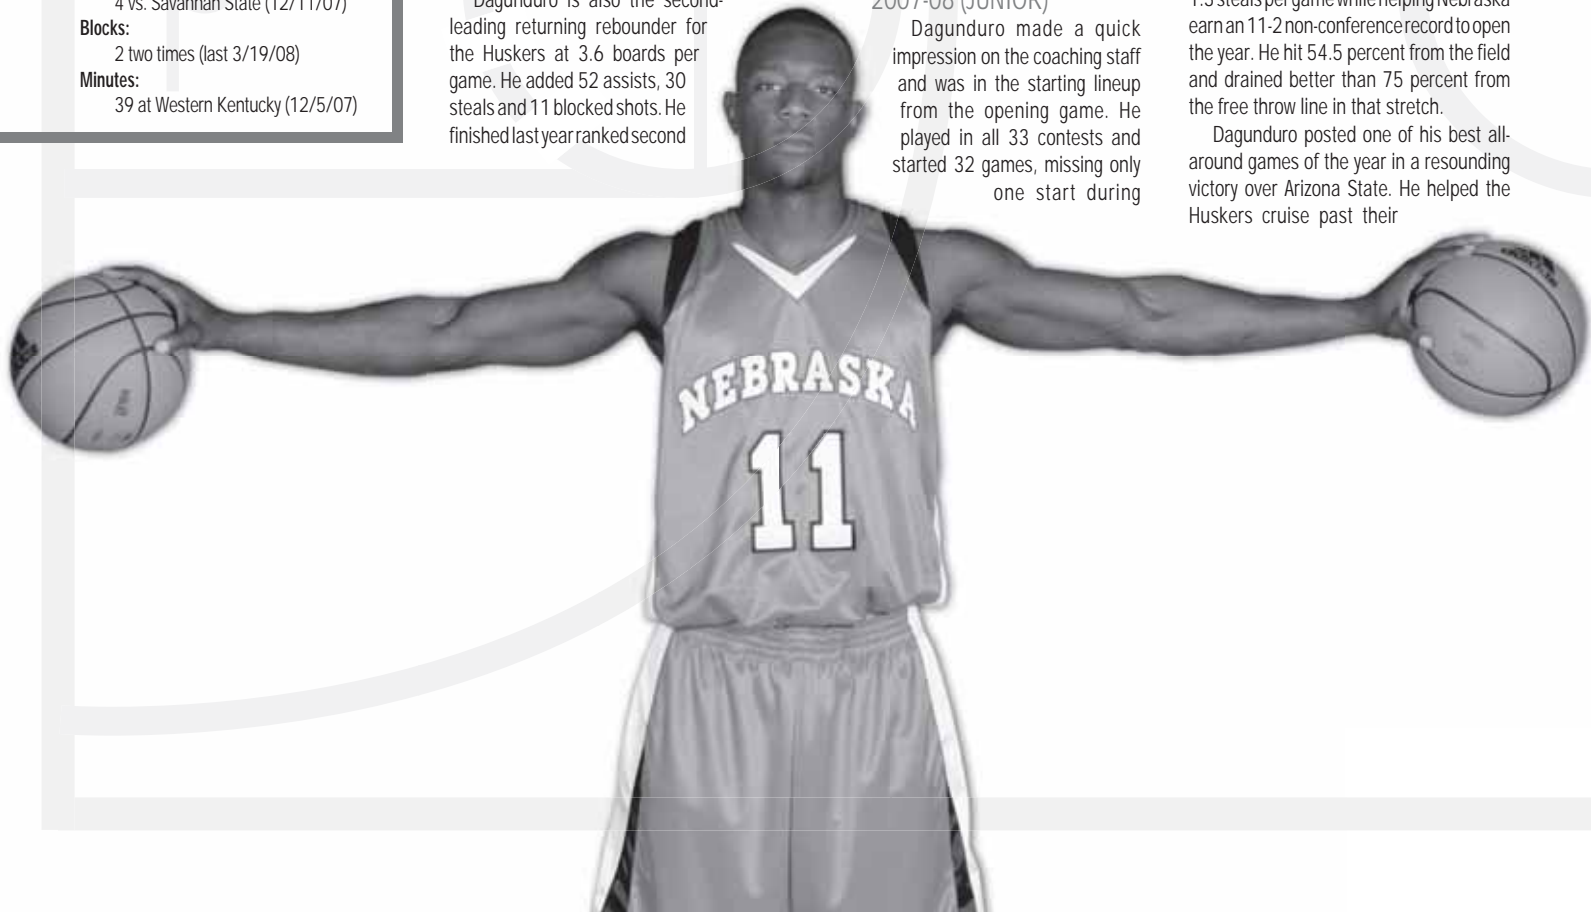 4 vs. Savannah State (12/11/07)
Blocks:
2 two times (last 3/19/08)
Minutes:
39 at Western Kentucky (12/5/07)
Dagunduro is also the second-
leading returning rebounder for
the Huskers at 3.6 boards per
game. He added 52 assists, 30
steals and 11 blocked shots. He
finished last year ranked second
2007-08 (JUNIOR)
Dagunduro made a quick
impression on the coaching staff
and was in the starting lineup
from the opening game. He
played in all 33 contests and
started 32 games, missing only
one start during
steals per game while helping Nebraska
earn an 11-2 non-conference record to open
the year. He hit 54.5 percent from the field
and drained better than 75 percent from
the free throw line in that stretch.
Dagunduro posted one of his best all-
around games of the year in a resounding
victory over Arizona State. He helped the
Huskers cruise past their
NEBRASKA
11